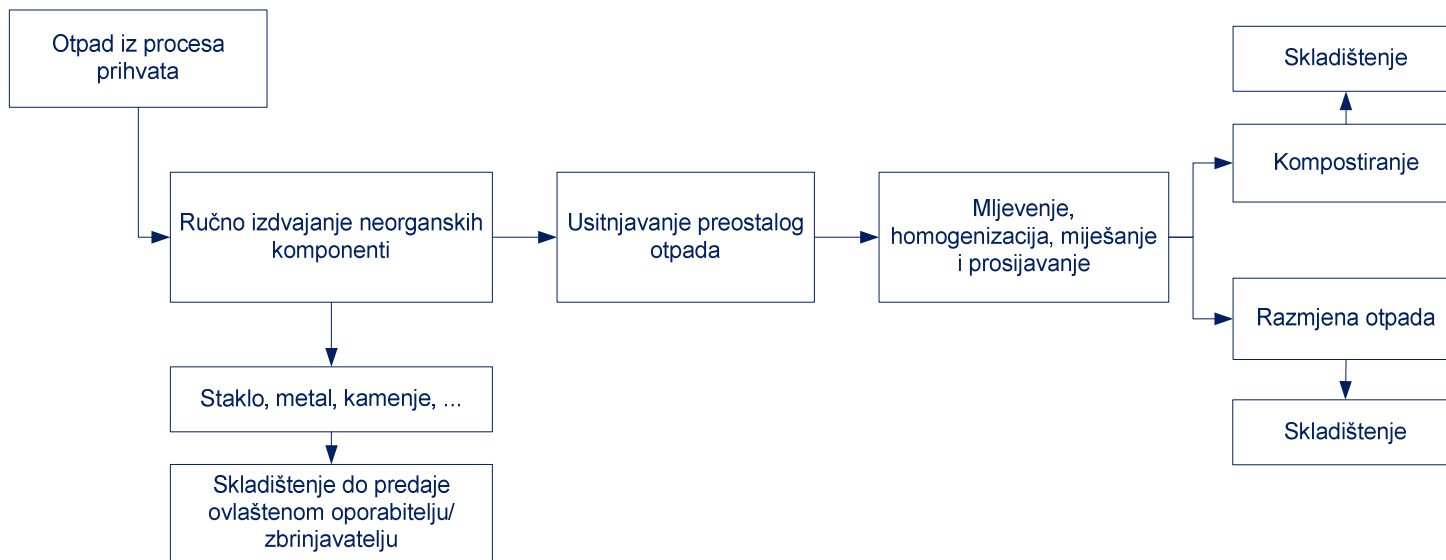 Otpad iz procesa
prihvata
Ručno izdvajanje neorganskih
komponenti
Usitnjavanje preostalog
otpada
Mljevenje,
homogenizacija, miješanje
i prosijavanje
Skladištenje
Kompostiranje
Razmjena otpada
Skladištenje
Staklo, metal, kamenje, ...
Skladištenje do predaje
ovlaštenom oporabitelju/
zbrinjavatelju